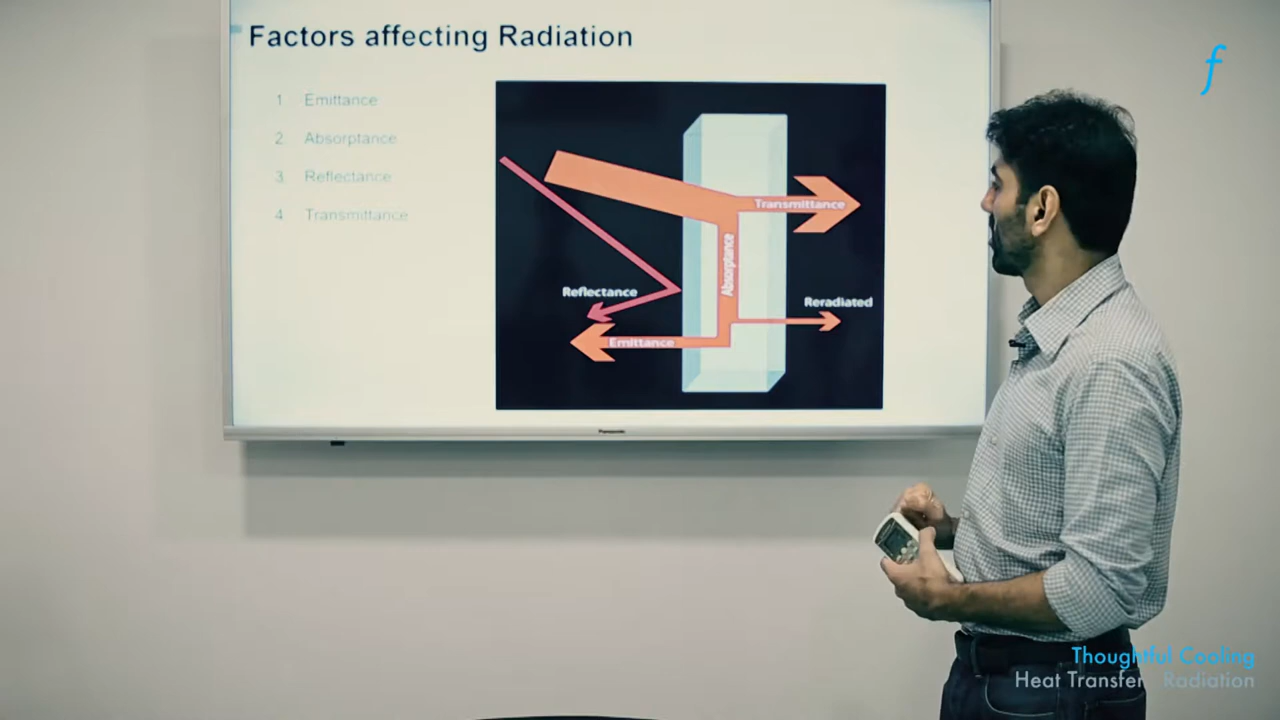 Factors affecting Radiation
1 Emittance
2 Absorptance
3 Reflectance
4 Transmittance
Transmittance
Absorptance
Reflectance
Reradiated
Emittance
Panasonic
f
Thoughtful Cooling
Heat Transfer Radiation